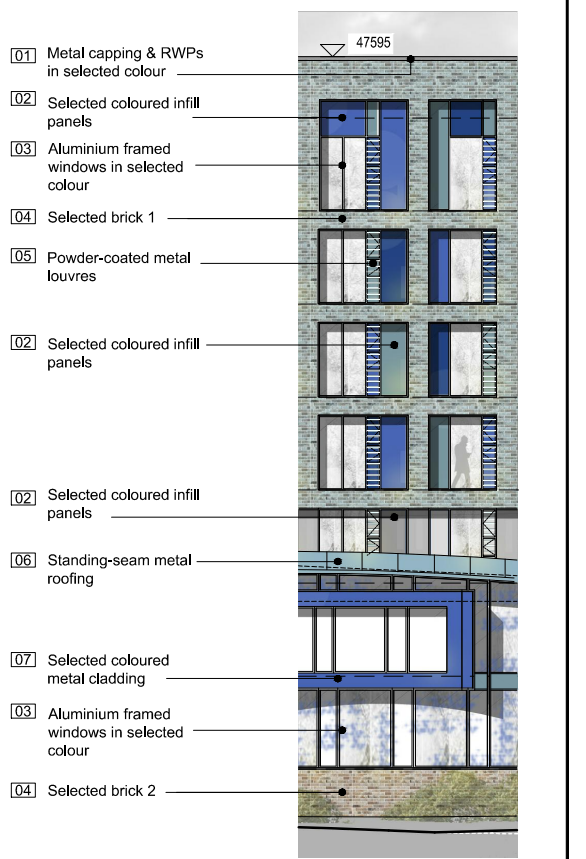 47595
01 Metal capping & RWPs
in selected colour
02 Selected coloured infill
panels
03 Aluminium framed
windows in selected
colour
04 Selected brick 1
05 Powder-coated metal
louvres
02 Selected coloured infill
panels
02 Selected coloured infill
panels
06 Standing-seam metal
roofing
07 Selected coloured
metal cladding
03 Aluminium framed
windows in selected
colour
04 Selected brick 2